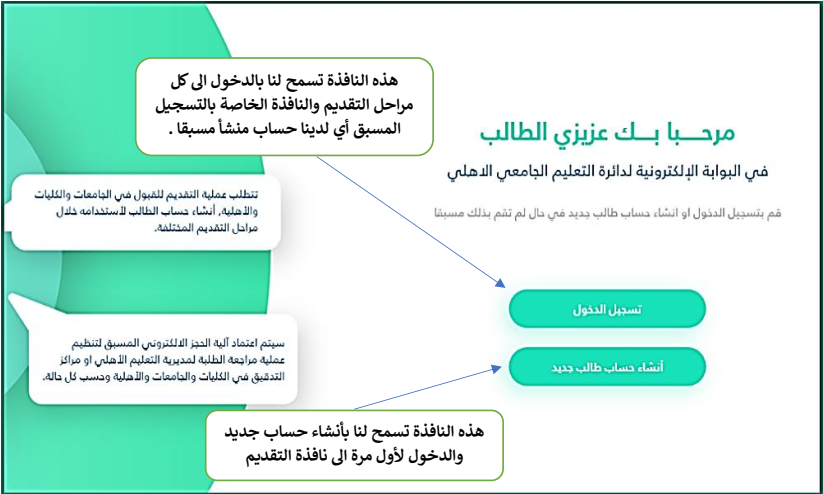 هذه النافذة تسمح لنا بالدخول الى كل
مراحل التقديم والنافذة الخاصة بالتسجيل
المسبق أي لدينا حساب منشأ مسبقا .
مرحـــبا بـــك عزيزي الطالب
في البوابة الإلكترونية لدائرة التعليم الجامعي الاهلي
قم بتسجيل الدخول او انشاء حساب طالب جديد في حال لم تقم بذلك مسبقا
تتطلب عملية التقديم للقبول في الجامعات والكليات
والأهلية, أنشاء حساب الطالب لأستخدامه خلال
مراحل التقديم المختلفة.
تسجيل الدخول
سيتم اعتماد آلية الحجز الالكتروني المسبق لتنظيم
عملية مراجعة الطلبة لمديرية التعليم الأهلي او مراكز
التدقيق في الكليات والجامعات والأهلية وحسب كل حالة.
أنشاء حساب طالب جديد
هذه النافذة تسمح لنا بأنشاء حساب جديد
والدخول لأول مرة الى نافذة التقديم